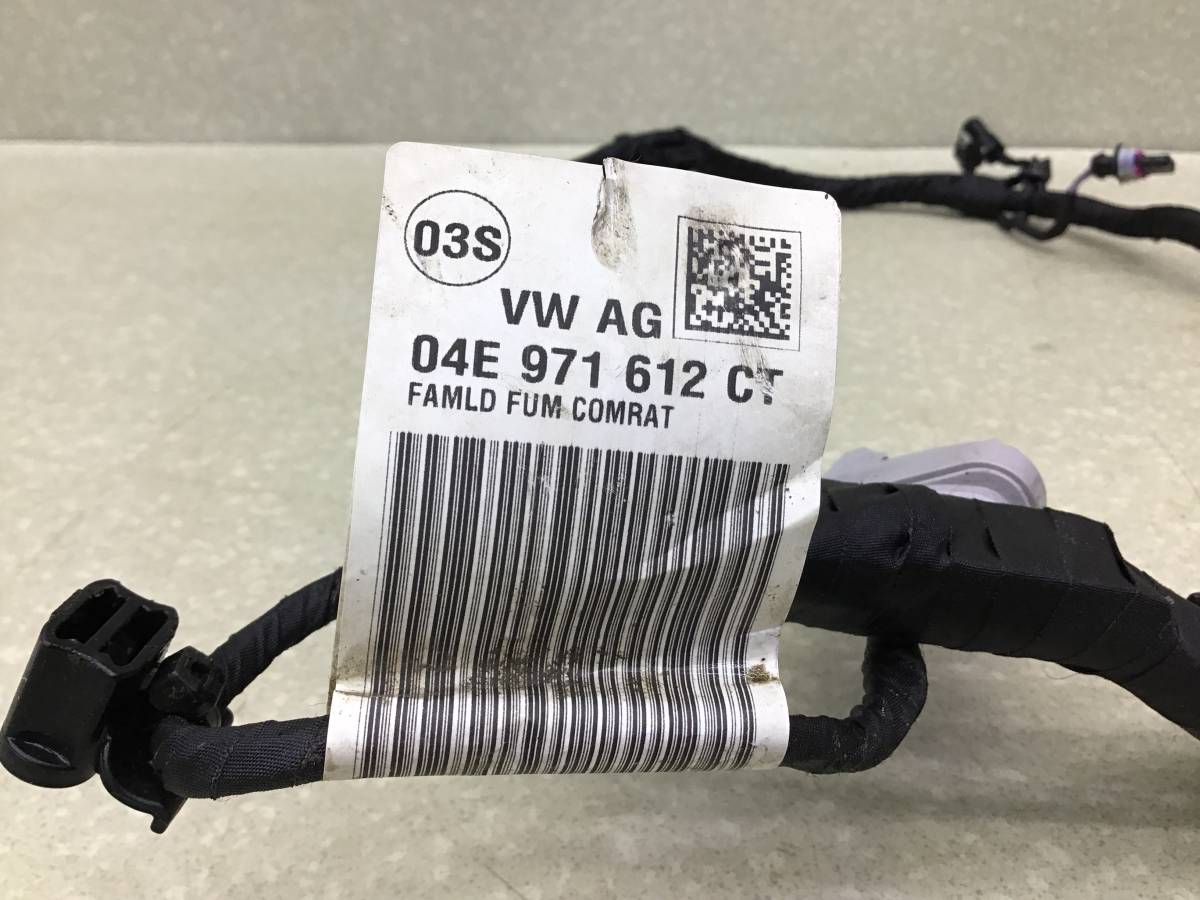 03S
VW AG
04E 971 612 CT
FAMLD FUM COMRAT